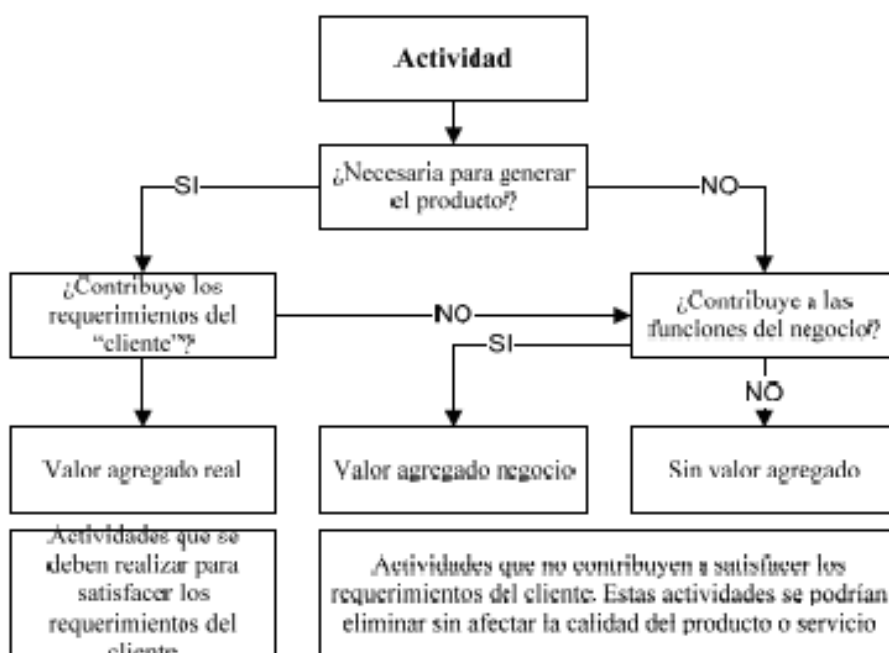 Actividad
¿Necesaria para generar
el producto?
SI
NO
¿Contribuye los
requerimientos del
“cliente”?
NO
¿Contribuye a las
funciones del negocio?
SI
NO
Valor agregado real
Valor agregado negocio
Sin valor agregado
Actividades que se
deben realizar para
satisfacer los
requerimientos del
cliente
Actividades que no contribuyen a satisfacer los
requerimientos del cliente. Estas actividades se podrían
eliminar sin afectar la calidad del producto o servicio